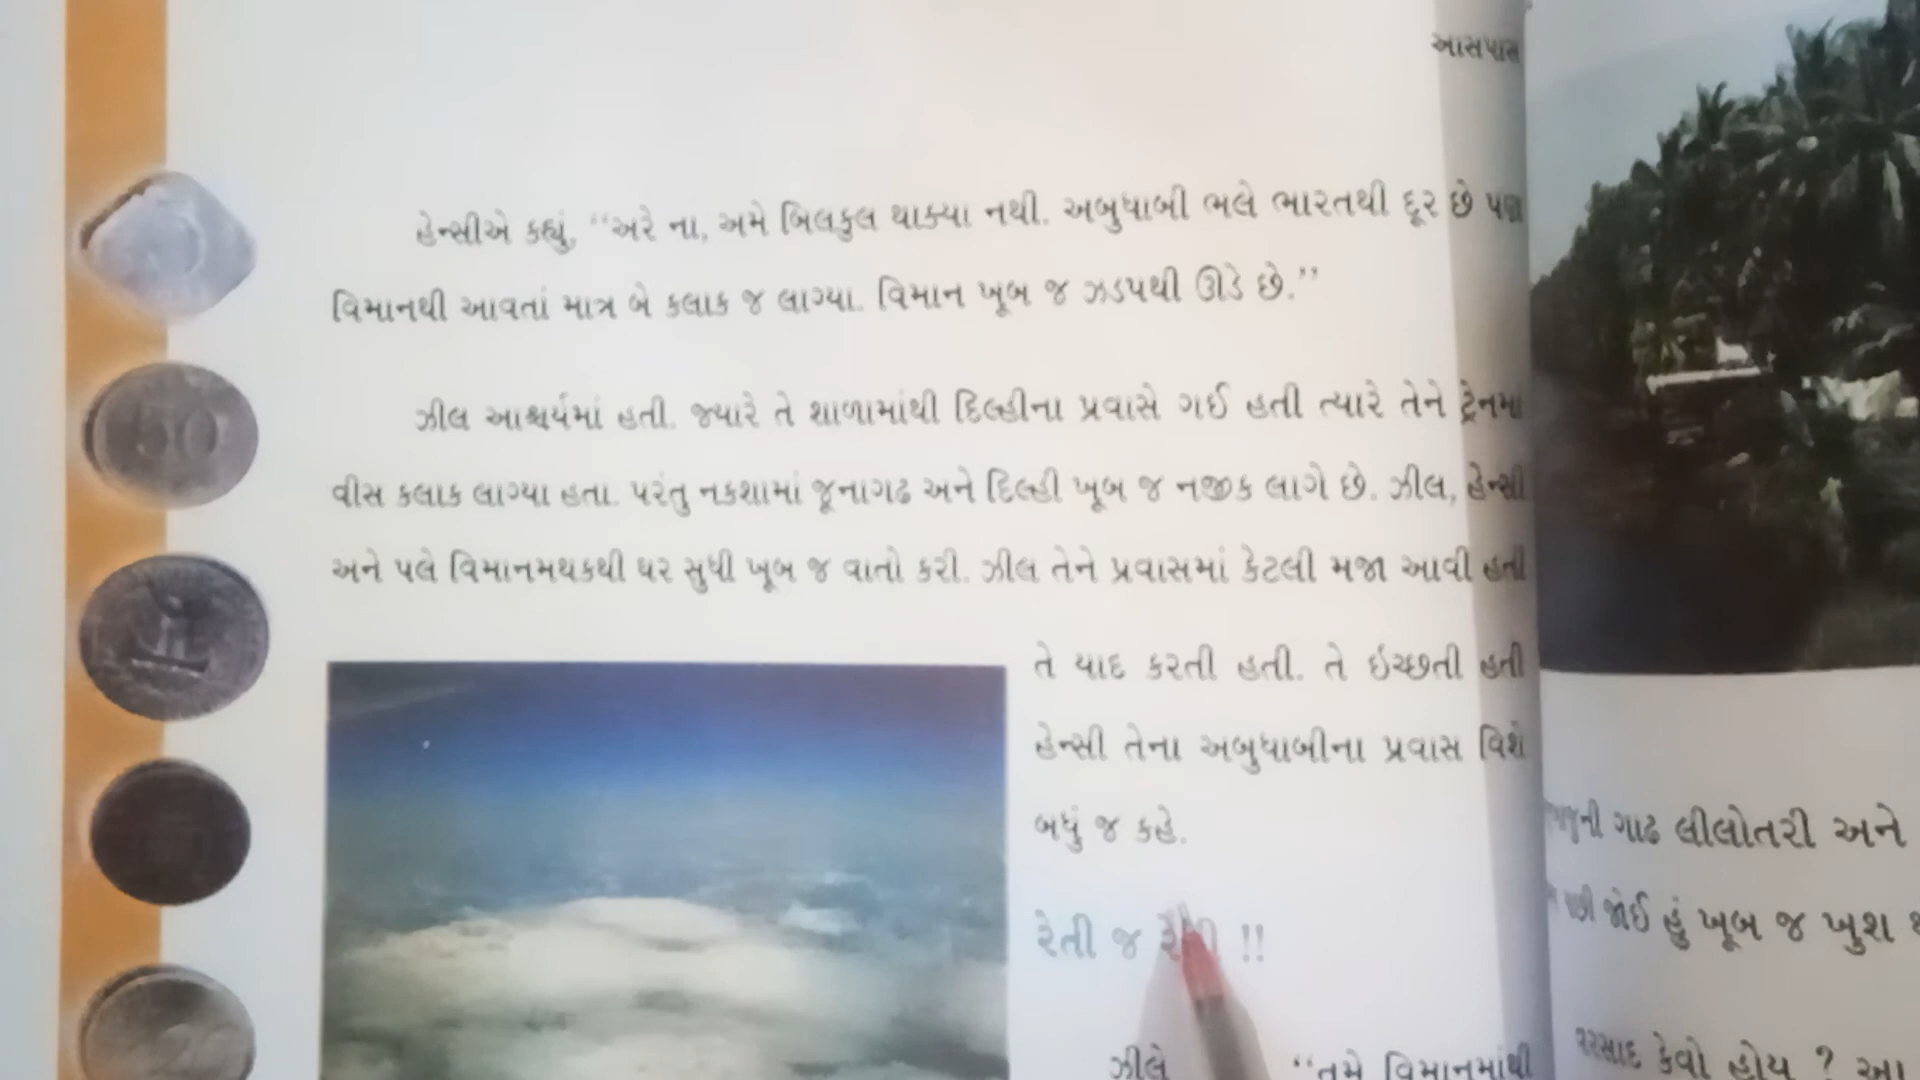 આસપાસ
હેન્સીએ કહ્યું, “અરે ના, અમે બિલકુલ થાક્યા નથી. અબુધાબી ભલે ભારતથી દૂર છે પણ
વિમાનથી આવતાં માત્ર બે કલાક જ લાગ્યા. વિમાન ખૂબ જ ઝડપથી ઊડે છે.”
ઝીલ આશ્ચર્યમાં હતી. જ્યારે તે શાળામાંથી દિલ્હીના પ્રવાસે ગઈ હતી ત્યારે તેને ટ્રેનમાં
વીસ કલાક લાગ્યા હતા. પરંતુ નકશામાં જૂનાગઢ અને દિલ્હી ખૂબ જ નજીક લાગે છે. ઝીલ, હેન્સી
અને પલે વિમાનમથકથી ઘર સુધી ખૂબ જ વાતો કરી. ઝીલ તેને પ્રવાસમાં કેટલી મજા આવી હતી
તે યાદ કરતી હતી. તે ઇચ્છતી હતી
હેન્સી તેના અબુધાબીના પ્રવાસ વિશે
બધું જ કહે.
રેતી જ રેતી !!
ઝીલે “તમે વિમાનમાંથી
50
ગાઢ લીલોતરી અને
જોઈ હું ખૂબ જ ખુશ
વરસાદ કેવો હોય ? આ